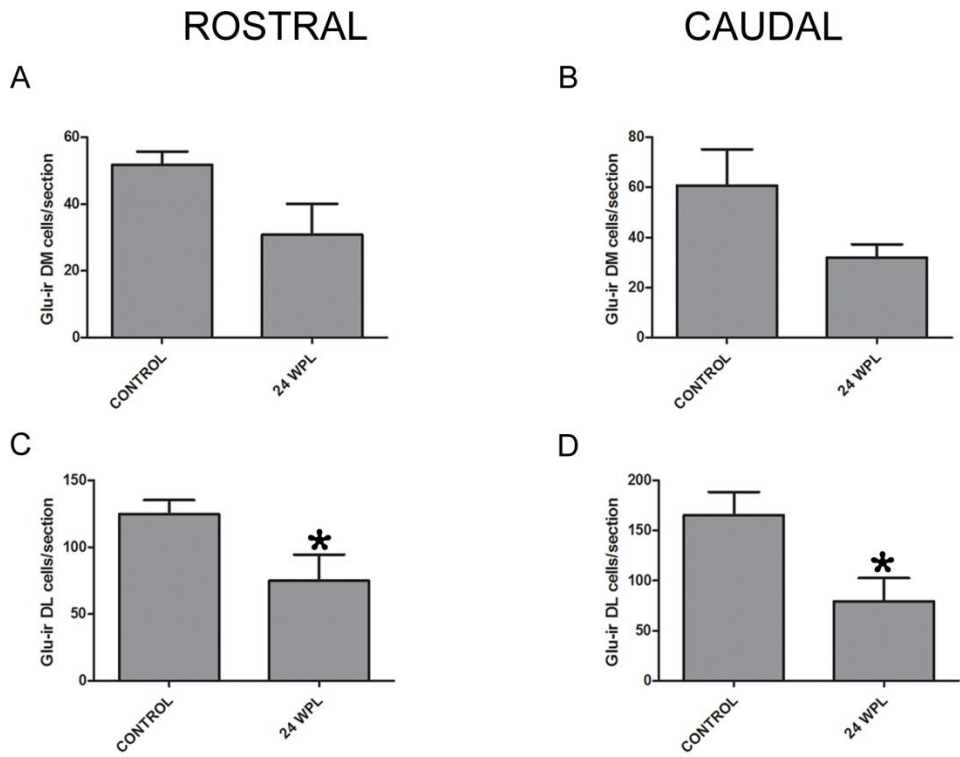 ROSTRAL
CAUDAL
A
Glu-ir DM cells/section
60
40
20
0
CONTROL
24 WPL
B
Glu-ir DM cells/section
80
60
40
20
0
CONTROL
24 WPL
C
Glu-ir DL cells/section
150
100
50
0
*
CONTROL
24 WPL
D
Glu-ir DL cells/section
200
150
100
50
0
*
CONTROL
24 WPL